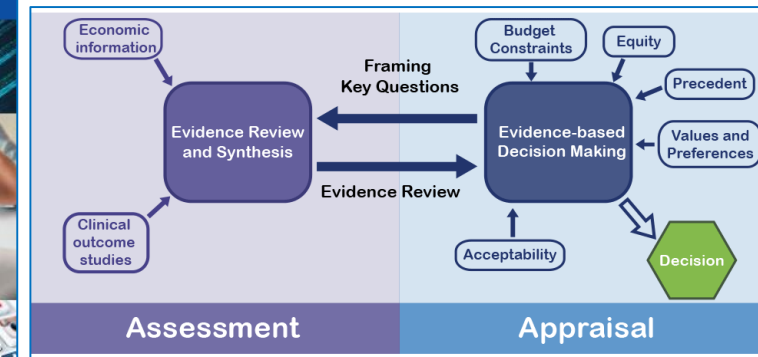 Economic
information
Budget
Constraints
Equity
Framing
Key Questions
Precedent
Evidence Review
and Synthesis
Evidence-based
Decision Making
Values and
Preferences
Evidence Review
Clinical
outcome
studies
Acceptability
Decision
Assessment
Appraisal